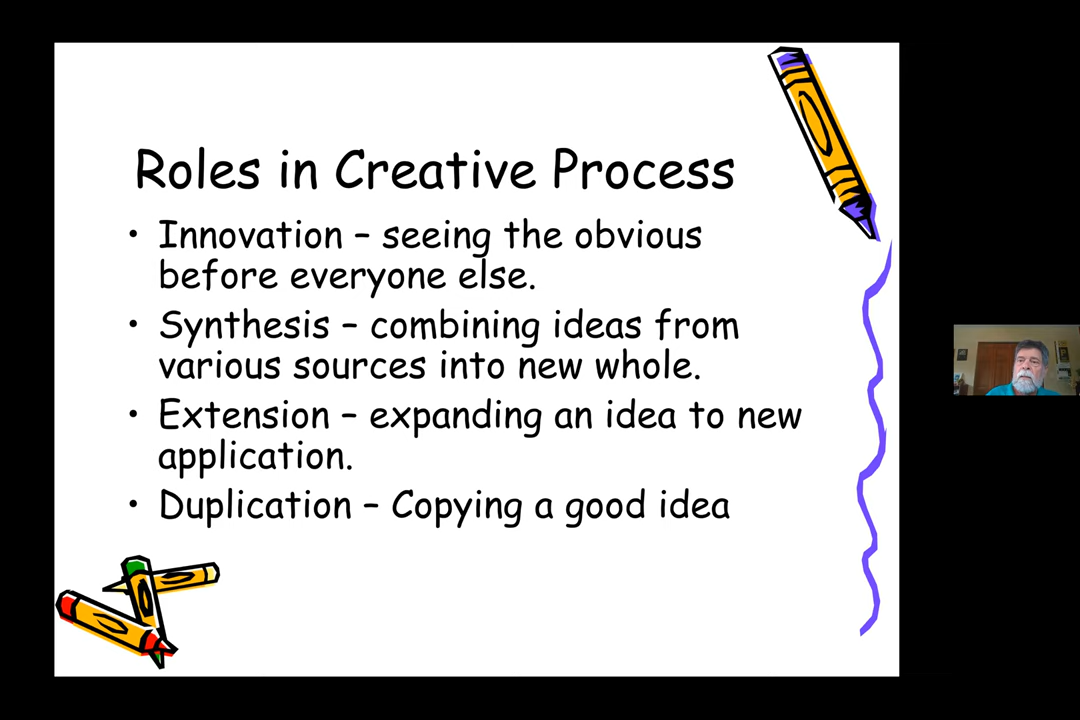 Roles in Creative Process
• Innovation – seeing the obvious
before everyone else.
• Synthesis – combining ideas from
various sources into new whole.
• Extension – expanding an idea to new
application.
• Duplication – Copying a good idea